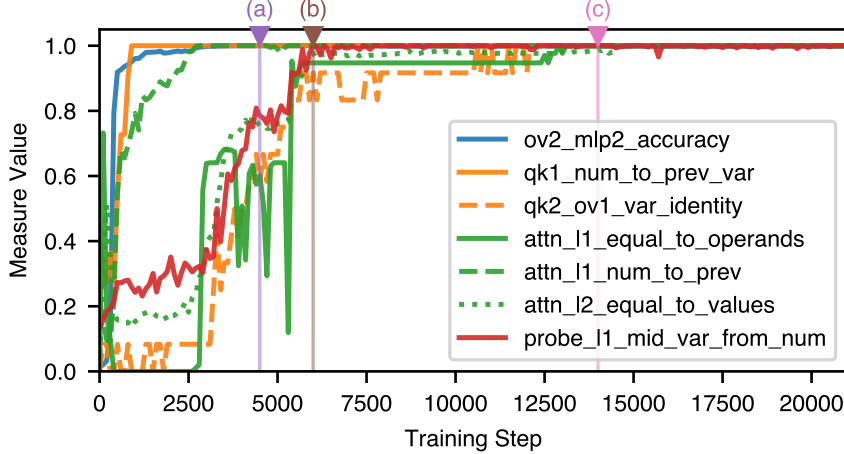 (a) (b) (c)
1.0
0.8
0.6
0.4
0.2
0.0
Measure Value
ov2_mlp2_accuracy
qk1_num_to_prev_var
qk2_ov1_var_identity
attn_l1_equal_to_operands
attn_l1_num_to_prev
attn_l2_equal_to_values
probe_l1_mid_var_from_num
0 2500 5000 7500 10000 12500 15000 17500 20000
Training Step